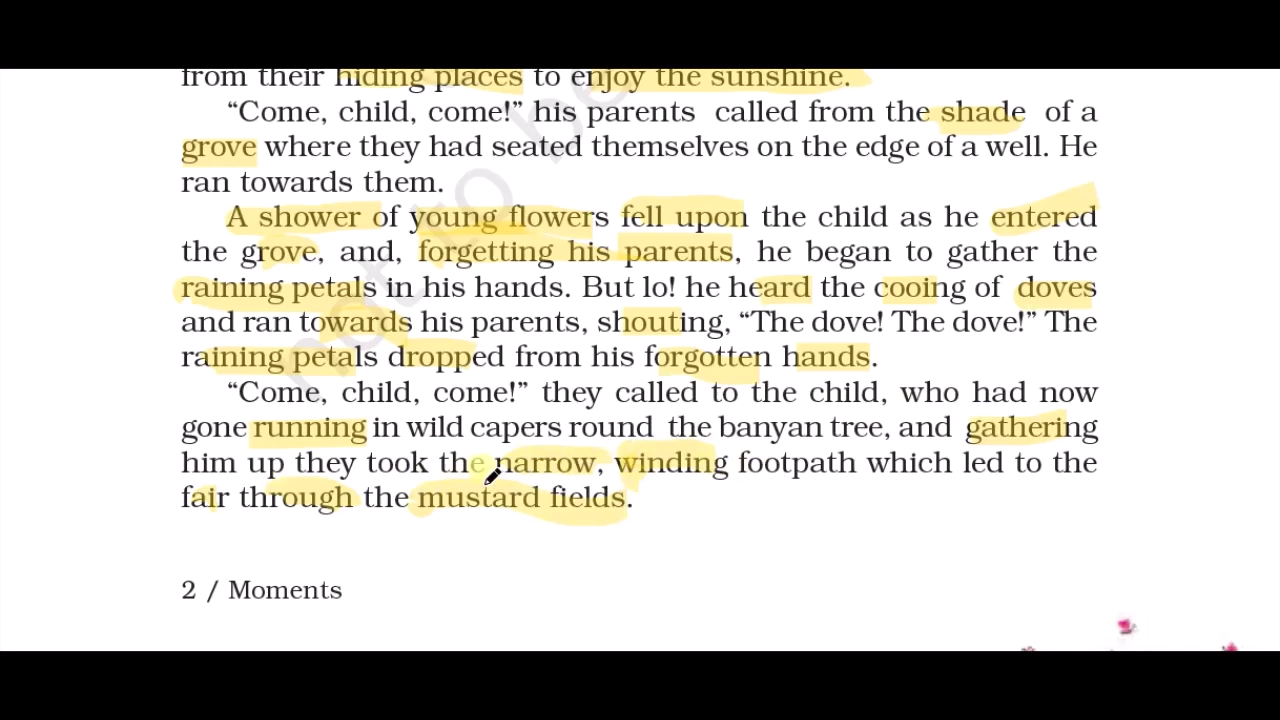 from their hiding places to enjoy the sunshine.
“Come, child, come!” his parents called from the shade of a
grove where they had seated themselves on the edge of a well. He
ran towards them.
A shower of young flowers fell upon the child as he entered
the grove, and, forgetting his parents, he began to gather the
raining petals in his hands. But lo! he heard the cooing of doves
and ran towards his parents, shouting, “The dove! The dove!” The
raining petals dropped from his forgotten hands.
“Come, child, come!” they called to the child, who had now
gone running in wild capers round the banyan tree, and gathering
him up they took the narrow, winding footpath which led to the
fair through the mustard fields.
2 / Moments
not to be